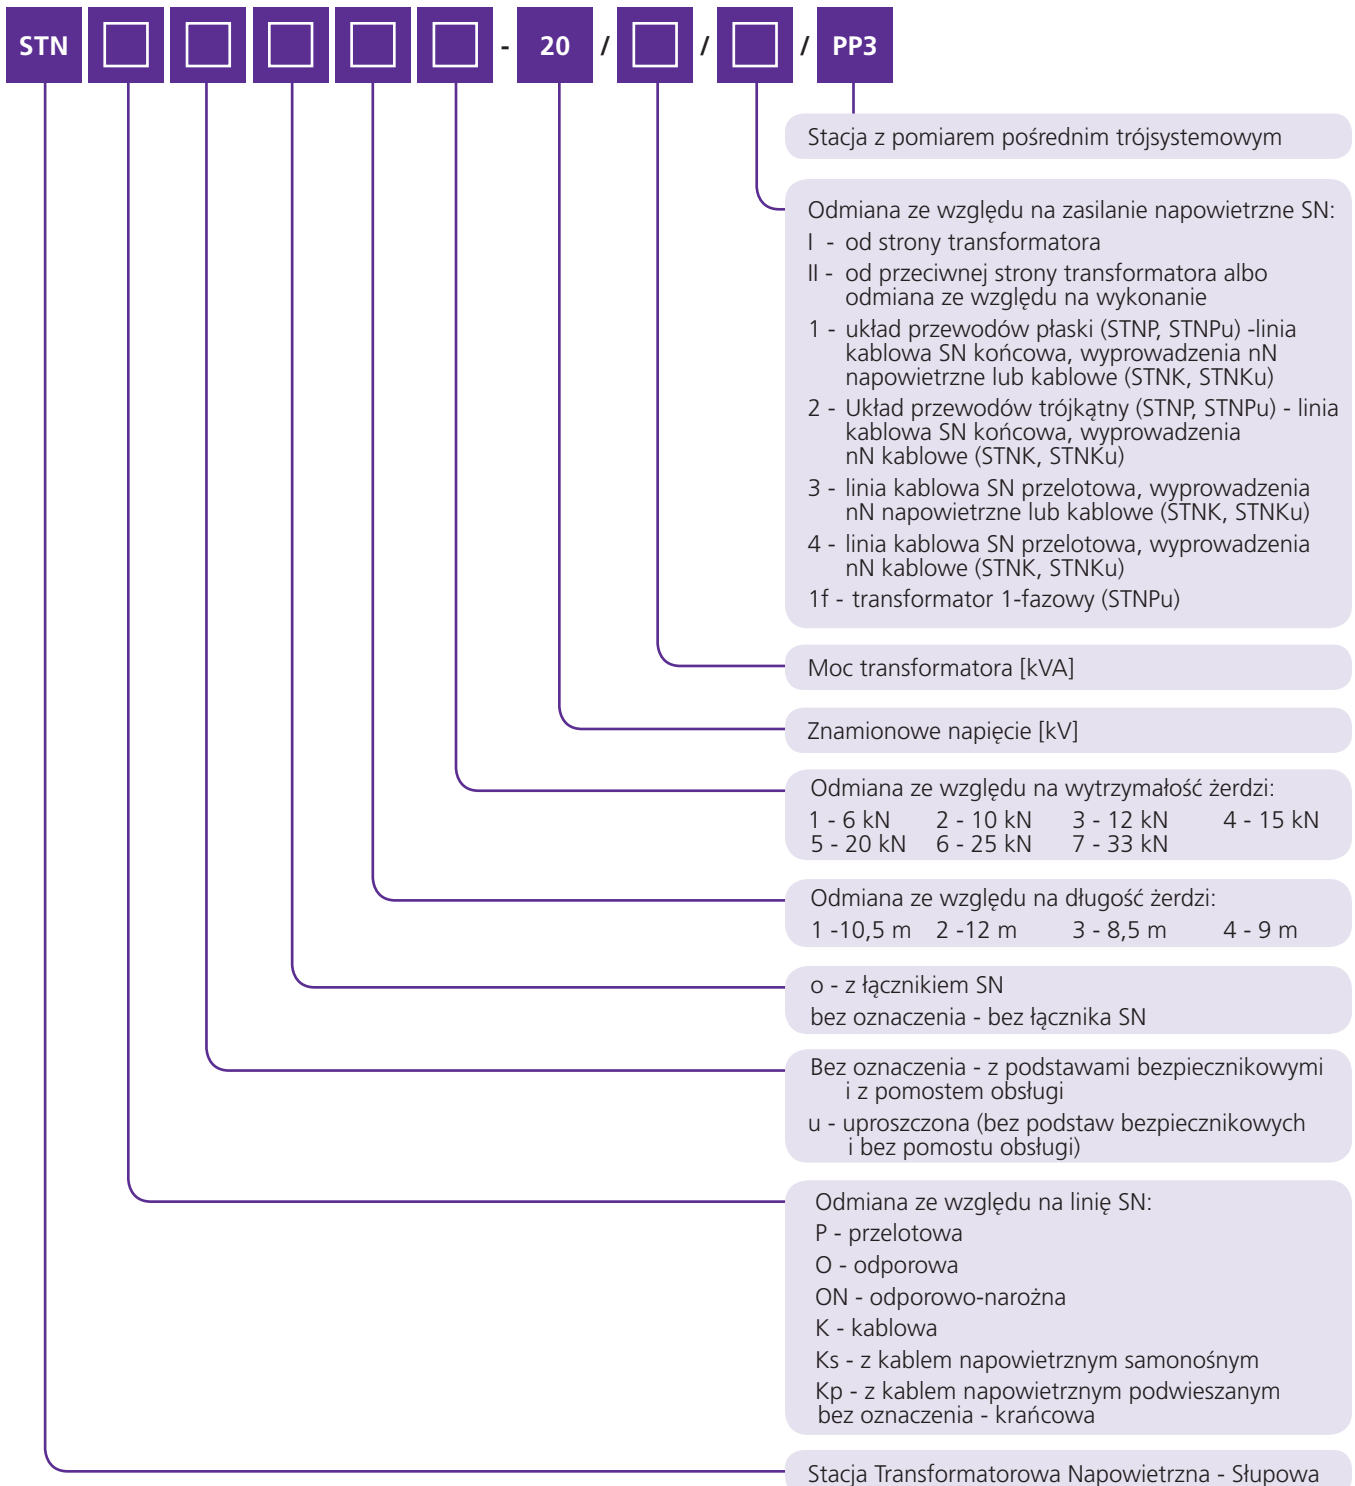 STN - 20 / / / PP3
Stacja z pomiarem pośrednim trójsystemowym
Odmiana ze względu na zasilanie napowietrzne SN:
I - od strony transformatora
II - od przeciwnej strony transformatora albo
odmiana ze względu na wykonanie
1 - układ przewodów płaski (STNP, STNPu) -linia
kablowa SN końcowa, wyprowadzenia nN
napowietrzne lub kablowe (STNK, STNKu)
2 - Układ przewodów trójkątny (STNP, STNPu) - linia
kablowa SN końcowa, wyprowadzenia
nN kablowe (STNK, STNKu)
3 - linia kablowa SN przelotowa, wyprowadzenia
nN napowietrzne lub kablowe (STNK, STNKu)
4 - linia kablowa SN przelotowa, wyprowadzenia
nN kablowe (STNK, STNKu)
1f - transformator 1-fazowy (STNPu)
Moc transformatora [kVA]
Znamionowe napięcie [kV]
Odmiana ze względu na wytrzymałość żerdzi:
1 - 6 kN 2 - 10 kN 3 - 12 kN 4 - 15 kN
5 - 20 kN 6 - 25 kN 7 - 33 kN
Odmiana ze względu na długość żerdzi:
1 -10,5 m 2 -12 m 3 - 8,5 m 4 - 9 m
o - z łącznikiem SN
bez oznaczenia - bez łącznika SN
Bez oznaczenia - z podstawami bezpiecznikowymi
i z pomostem obsługi
u - uproszczona (bez podstaw bezpiecznikowych
i bez pomostu obsługi)
Odmiana ze względu na linię SN:
P - przelotowa
O - odporowa
ON - odporowo-narożna
K - kablowa
Ks - z kablem napowietrznym samonośnym
Kp - z kablem napowietrznym podwieszanym
bez oznaczenia - krańcowa
Stacja Transformatorowa Napowietrzna - Słupowa